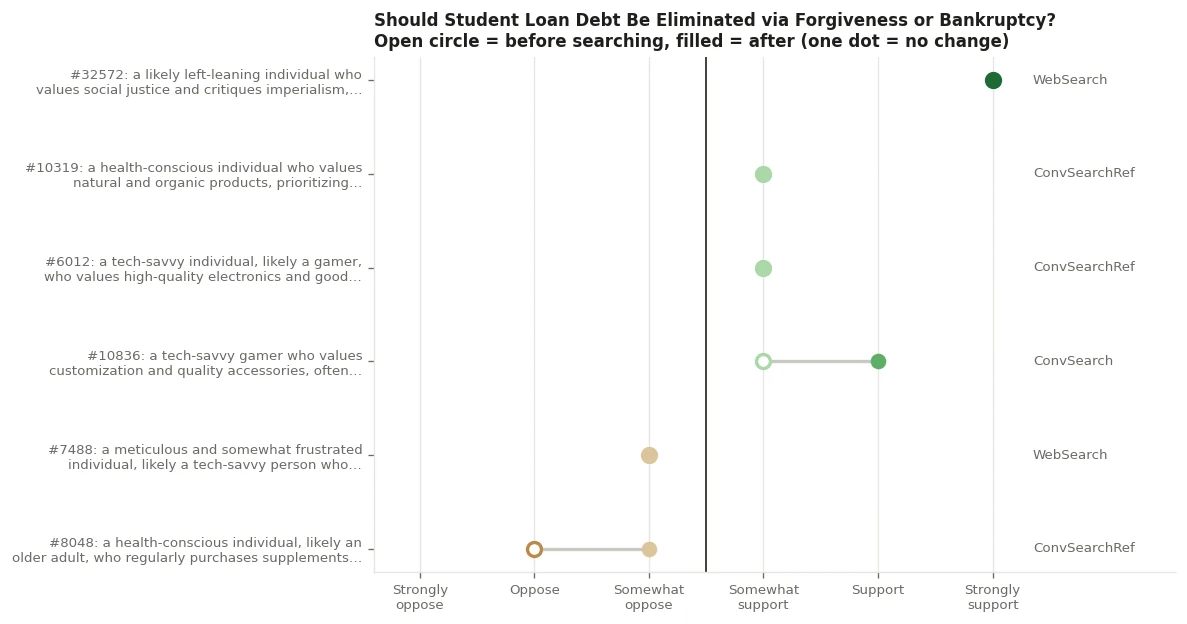 Should Student Loan Debt Be Eliminated via Forgiveness or Bankruptcy?
Open circle = before searching, filled = after (one dot = no change)
#32572: a likely left-leaning individual who
values social justice and critiques imperialism,…
WebSearch
#10319: a health-conscious individual who values
natural and organic products, prioritizing…
ConvSearchRef
#6012: a tech-savvy individual, likely a gamer,
who values high-quality electronics and good…
ConvSearchRef
#10836: a tech-savvy gamer who values
customization and quality accessories, often…
ConvSearch
#7488: a meticulous and somewhat frustrated
individual, likely a tech-savvy person who…
WebSearch
#8048: a health-conscious individual, likely an
older adult, who regularly purchases supplements…
ConvSearchRef
Strongly
oppose
Oppose
Somewhat
oppose
Somewhat
support
Support
Strongly
support